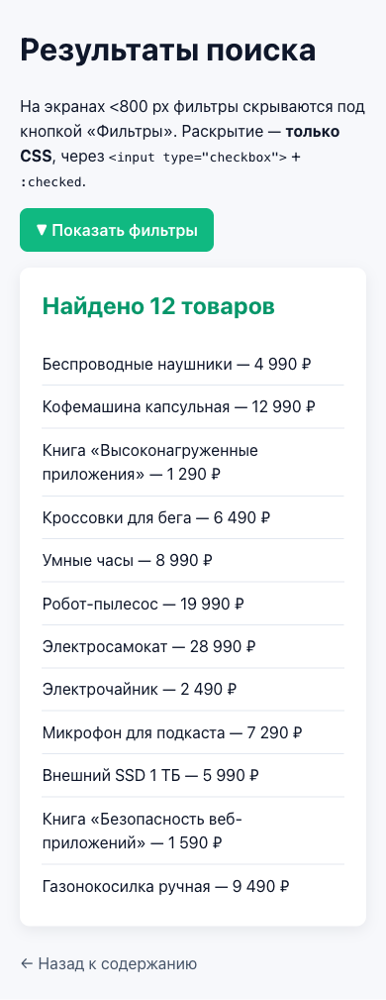 Результаты поиска
На экранах <800 px фильтры скрываются под
кнопкой «Фильтры». Раскрытие — только
CSS, через <input type="checkbox"> +
:checked.
▼ Показать фильтры
Найдено 12 товаров
Беспроводные наушники — 4 990 ₽
Кофемашина капсульная — 12 990 ₽
Книга «Высоконагруженные
приложения» — 1 290 ₽
Кроссовки для бега — 6 490 ₽
Умные часы — 8 990 ₽
Робот-пылесос — 19 990 ₽
Электросамокат — 28 990 ₽
Электрочайник — 2 490 ₽
Микрофон для подкаста — 7 290 ₽
Внешний SSD 1 ТБ — 5 990 ₽
Книга «Безопасность веб-
приложений» — 1 590 ₽
Газонокосилка ручная — 9 490 ₽
← Назад к содержанию